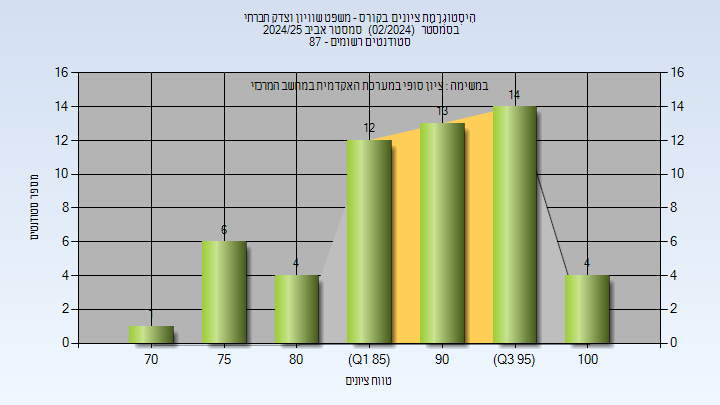 היסטוגרמת ציונים בקורס - משפט שוויון וצדק חברתי
בסמסטר (02/2024) סמסטר אביב 2024/25
סטודנטים רשומים - 87
במשימה : ציון סופי במערכת האקדמית במחשב המרכזי
מספר סטודנטים
16 16
14 14
12 12
10 10
8 8
6 6
4 4
2 2
0 0
1 6 4 12 13 14 4
70 75 80 (Q1 85) 90 (Q3 95) 100
טווח ציונים